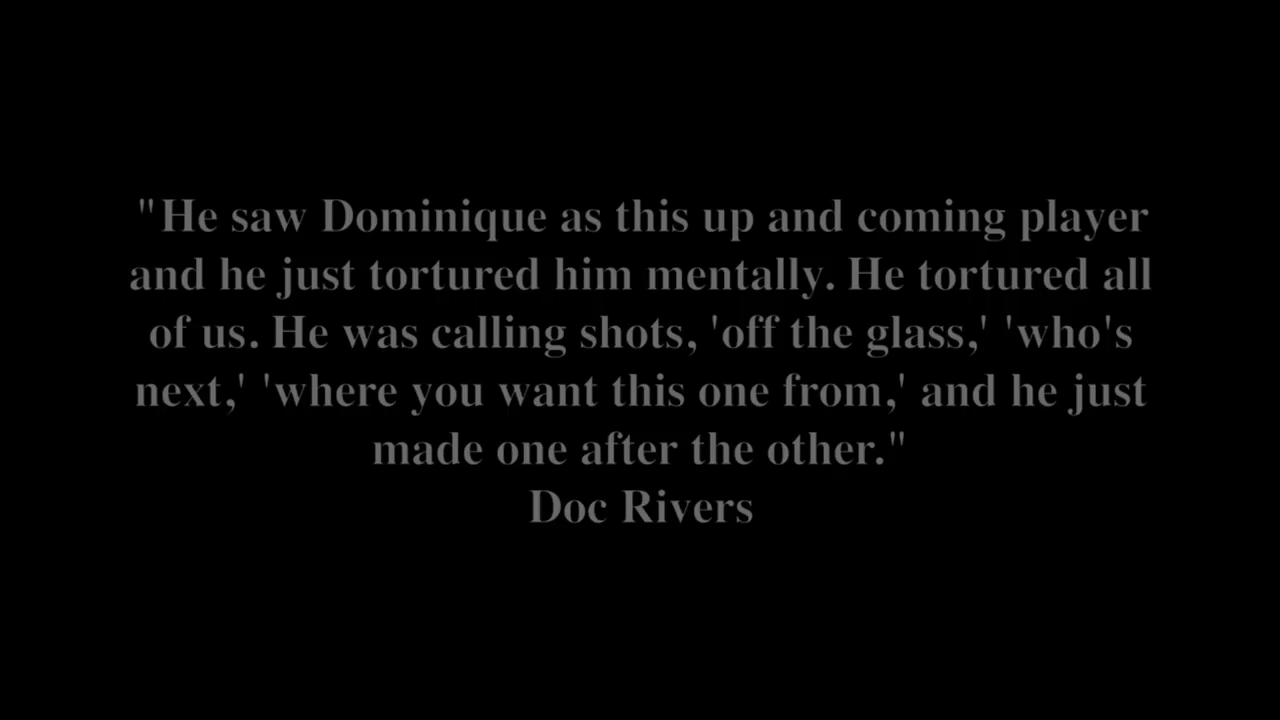 "He saw Dominique as this up and coming player
and he just tortured him mentally. He tortured all
of us. He was calling shots, 'off the glass,' 'who's
next,' 'where you want this one from,' and he just
made one after the other."
Doc Rivers